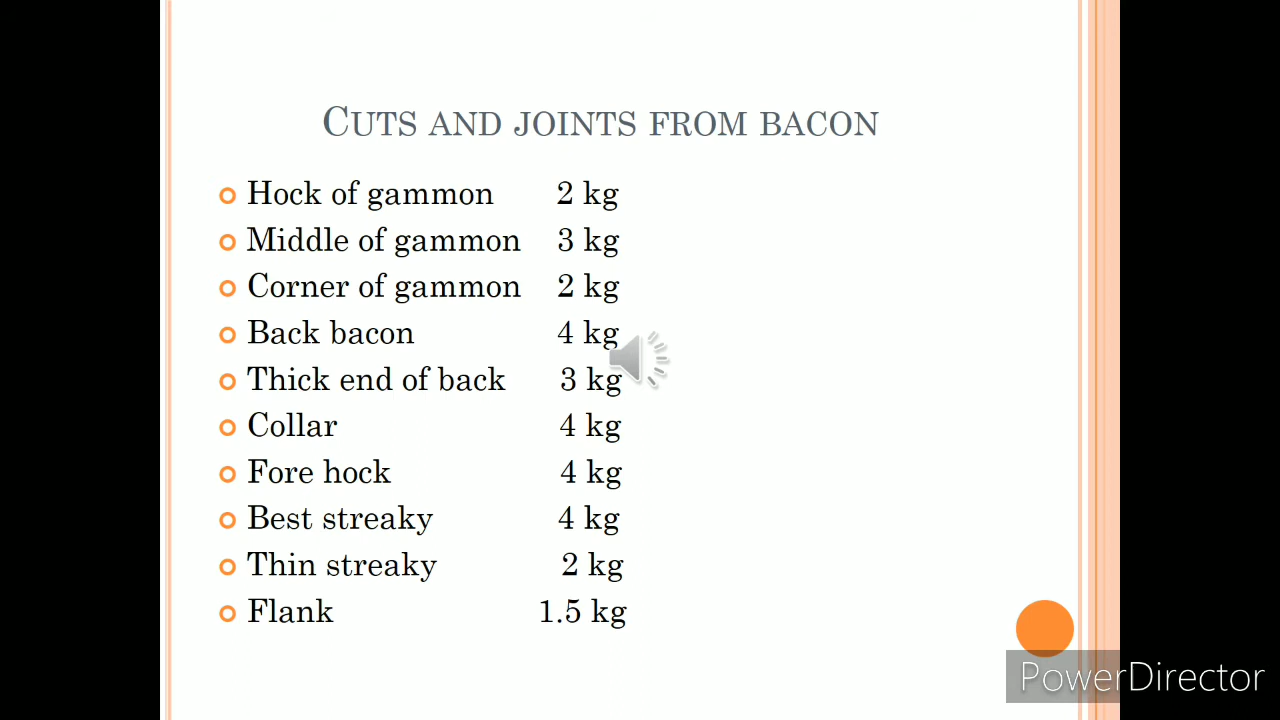 CUTS AND JOINTS FROM BACON
Hock of gammon 2 kg
Middle of gammon 3 kg
Corner of gammon 2 kg
Back bacon 4 kg
Thick end of back 3 kg
Collar 4 kg
Fore hock 4 kg
Best streaky 4 kg
Thin streaky 2 kg
Flank 1.5 kg
PowerDirector